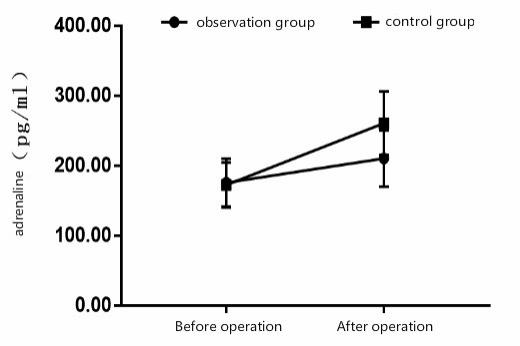 observation group
control group
400.00
300.00
200.00
100.00
0.00
adrenaline（pg/ml）
Before operation
After operation